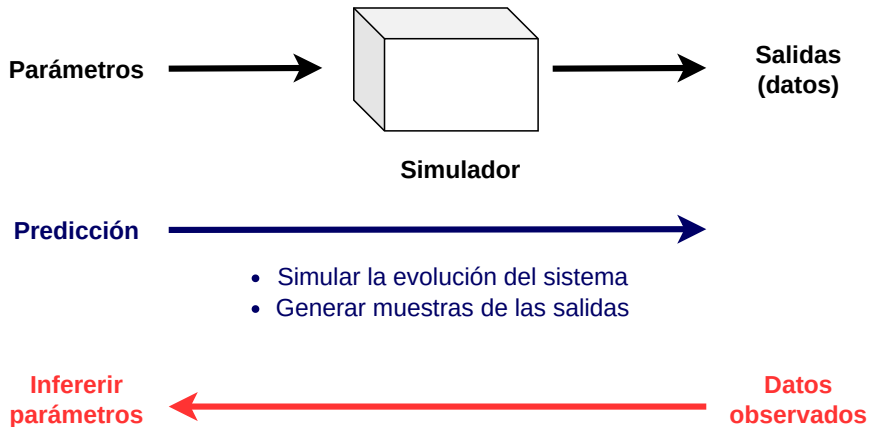 Parámetros
Salidas
(datos)
Simulador
Predicción
• Simular la evolución del sistema
• Generar muestras de las salidas
Infererir
parámetros
Datos
observados